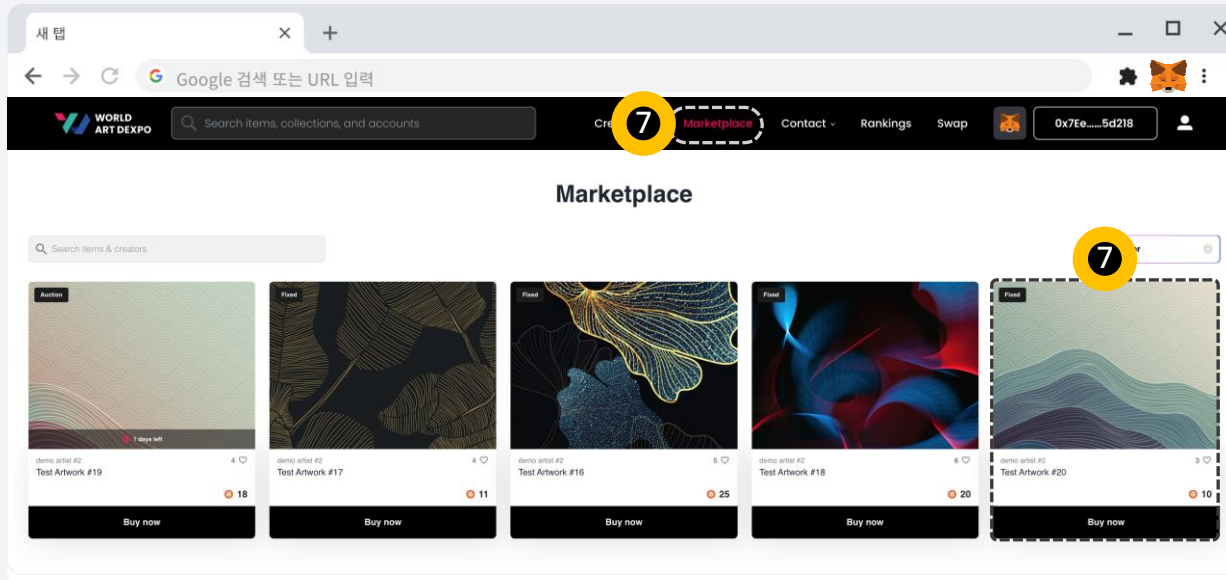 새 탭
Google 검색 또는 URL 입력
WORLD
ART DEXPO
Search items, collections, and accounts
7
Marketplace
Contact
Rankings
Swap
0x7Ee......5d218
Marketplace
Search items & creators
7
Auction
1 days left
demo artist #2
4
Test Artwork #19
18
Buy now
Fixed
demo artist #2
4
Test Artwork #17
11
Buy now
Fixed
demo artist #2
5
Test Artwork #16
25
Buy now
Fixed
demo artist #2
6
Test Artwork #18
20
Buy now
Fixed
demo artist #2
3
Test Artwork #20
10
Buy now